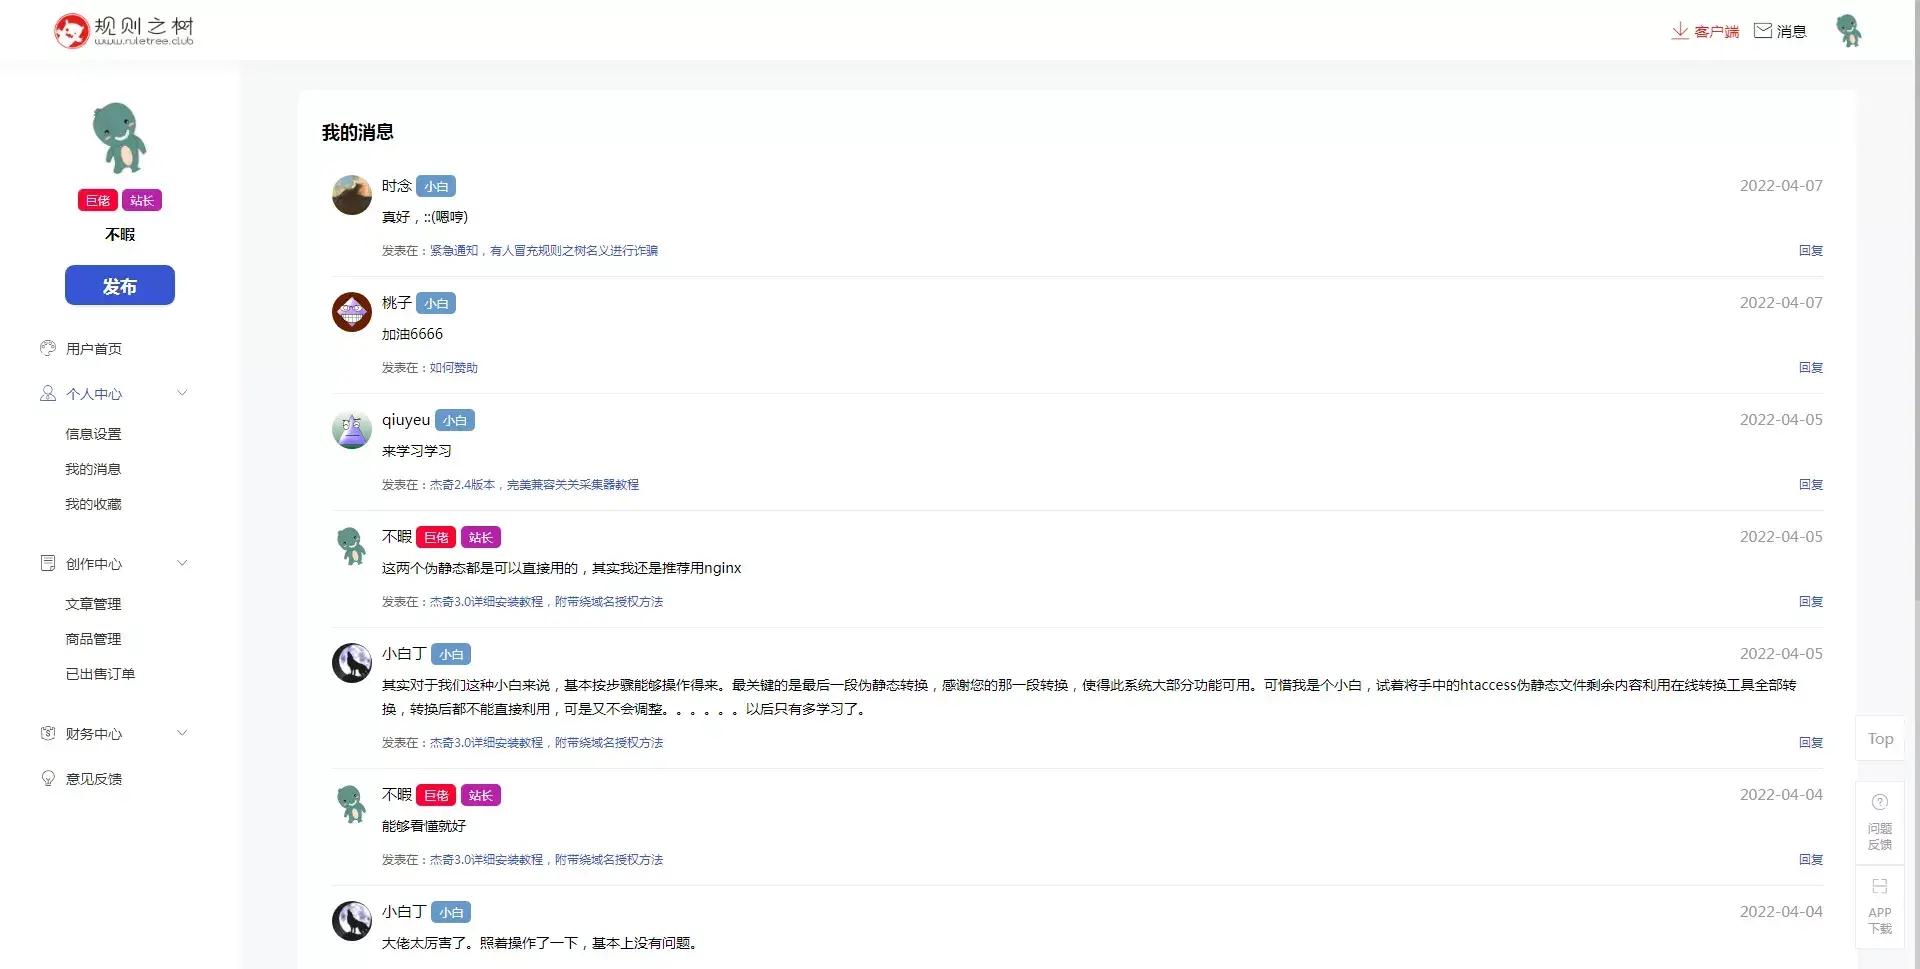 规则之树
www.ruletree.club
客户端 消息
巨佬 站长
不暇
发布
用户首页
个人中心
信息设置
我的消息
我的收藏
创作中心
文章管理
商品管理
已出售订单
财务中心
意见反馈
我的消息
时念 小白 2022-04-07
真好，::(嗯哼)
发表在：紧急通知，有人冒充规则之树名义进行诈骗 回复
桃子 小白 2022-04-07
加油6666
发表在：如何赞助 回复
qiuyeu 小白 2022-04-05
来学习学习
发表在：杰奇2.4版本，完美兼容关关采集器教程 回复
不暇 巨佬 站长 2022-04-05
这两个伪静态都是可以直接用的，其实我还是推荐用nginx
发表在：杰奇3.0详细安装教程，附带绕域名授权方法 回复
小白丁 小白 2022-04-05
其实对于我们这种小白来说，基本按步骤能够操作得来。最关键的是最后一段伪静态转换，感谢您的那一段转换，使得此系统大部分功能可用。可惜我是个小白，试着将手中的htaccess伪静态文件剩余内容利用在线转换工具全部转
换，转换后都不能直接利用，可是又不会调整。。。。。。以后只有多学习了。
发表在：杰奇3.0详细安装教程，附带绕域名授权方法 回复
不暇 巨佬 站长 2022-04-04
能够看懂就好
发表在：杰奇3.0详细安装教程，附带绕域名授权方法 回复
小白丁 小白 2022-04-04
大佬太厉害了。照着操作了一下，基本上没有问题。
Top
问题
反馈
APP
下载